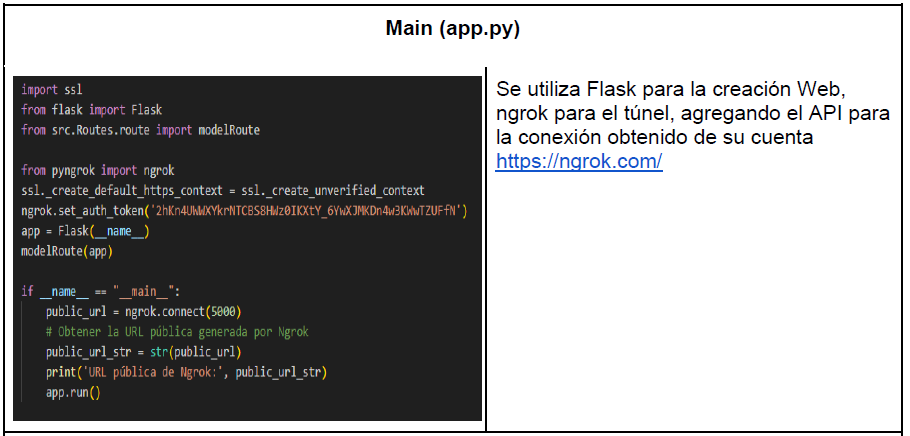 Main (app.py)
import ssl
from flask import Flask
from src.Routes.route import modelRoute
from pyngrok import ngrok
ssl._create_default_https_context = ssl._create_unverified_context
ngrok.set_auth_token('2hKn4UWWXYkrNTCBS8HWz0IKXtY_6YwXJMKDn4w3KWwTZUFfN')
app = Flask(__name__)
modelRoute(app)
if __name__ == "__main__":
    public_url = ngrok.connect(5000)
    # Obtener la URL pública generada por Ngrok
    public_url_str = str(public_url)
    print('URL pública de Ngrok:', public_url_str)
    app.run()
Se utiliza Flask para la creación Web,
ngrok para el túnel, agregando el API para
la conexión obtenido de su cuenta
https://ngrok.com/